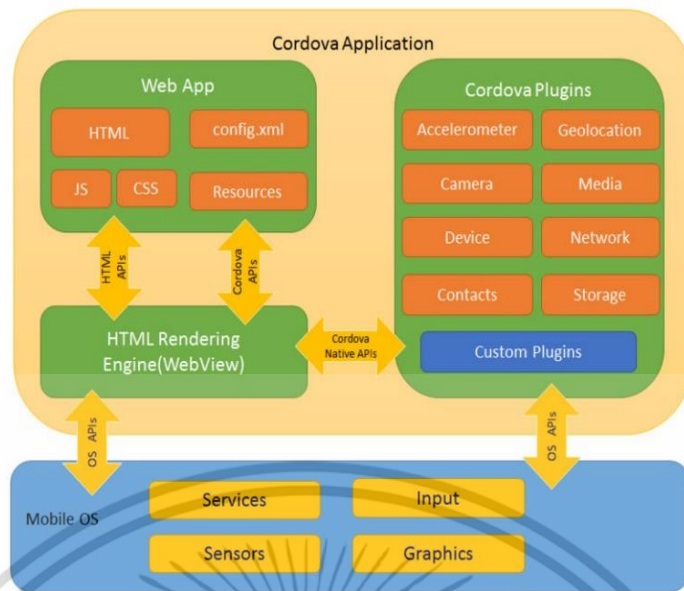 Cordova Application
Web App
HTML
config.xml
JS
CSS
Resources
HTML
APIs
Cordova
APIs
HTML Rendering
Engine(WebView)
Cordova
Native APIs
Cordova Plugins
Accelerometer
Geolocation
Camera
Media
Device
Network
Contacts
Storage
Custom Plugins
OS APIs
OS APIs
Mobile OS
Services
Input
Sensors
Graphics